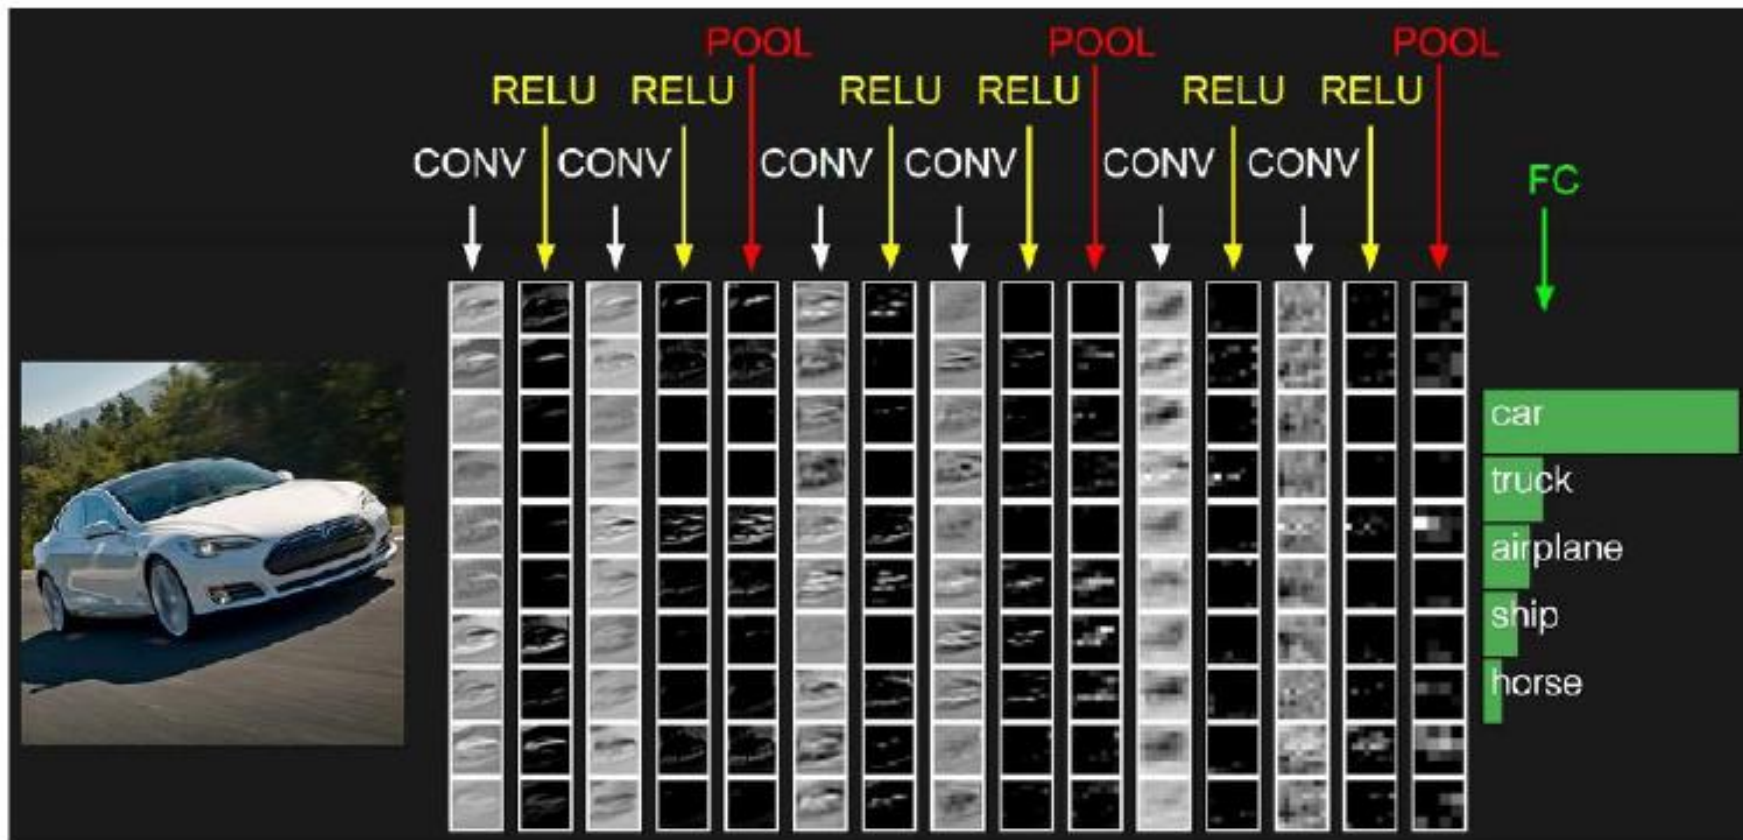 POOL POOL POOL
RELU RELU RELU RELU RELU RELU
CONV CONV CONV CONV CONV CONV
FC
car
truck
airplane
ship
horse